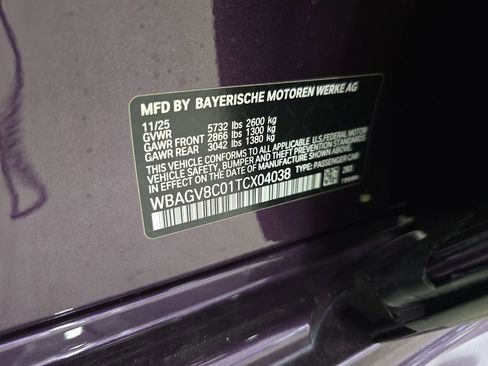 MFD BY BAYERISCHE MOTOREN WERKE AG
11/25
GVWR 5732 lbs 2600 kg
GAWR FRONT 2866 lbs 1300 kg
GAWR REAR 3042 lbs 1380 kg
THIS VEHICLE CONFORMS TO ALL APPLICABLE U.S. FEDERAL MOTOR
VEHICLE SAFETY, BUMPER, AND THEFT PREVENTION STANDARDS
IN EFFECT ON THE DATE OF MANUFACTURE SHOWN ABOVE.
WBAGV8C01TCX04038 TYPE: PASSENGER CAR